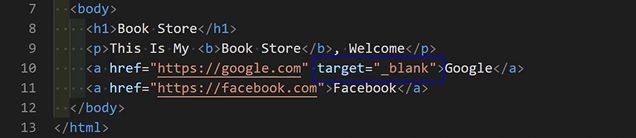 7 <body>
8 <h1>Book Store</h1>
9 <p>This Is My <b>Book Store</b>, Welcome</p>
10 <a href="https://google.com" target="_blank">Google</a>
11 <a href="https://facebook.com">Facebook</a>
12 </body>
13 </html>